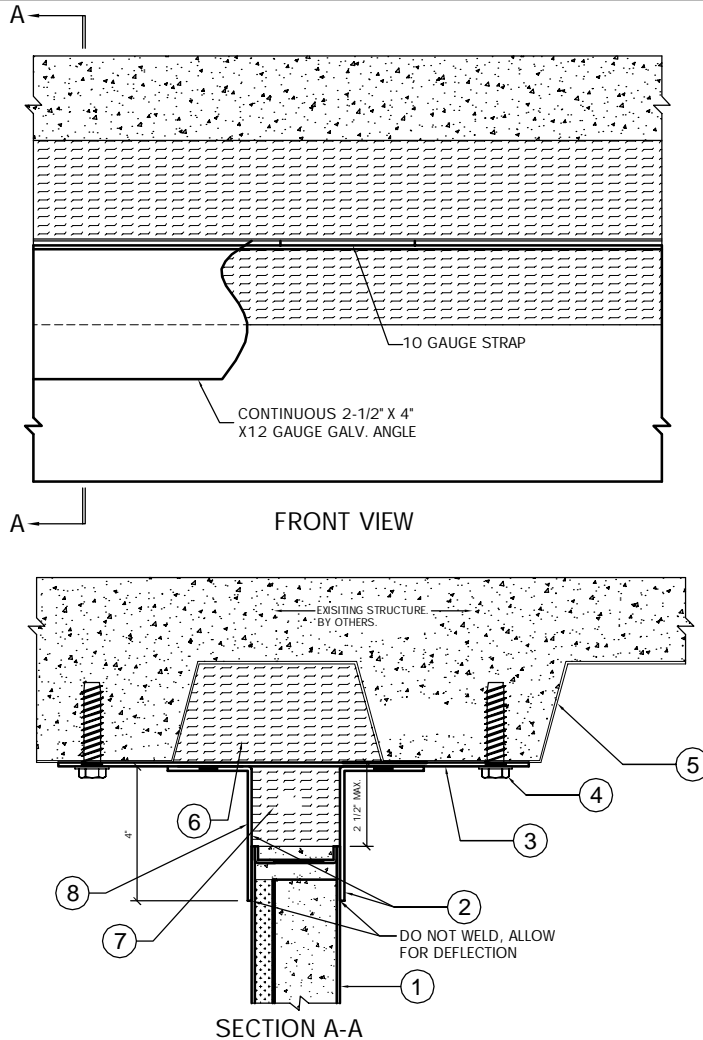 A
10 GAUGE STRAP
CONTINUOUS 2-1/2" X 4"
X12 GAUGE GALV. ANGLE
A
FRONT VIEW
EXISITING STRUCTURE.
BY OTHERS.
5
6
4
4"
2 1/2" MAX.
3
8
2
7
DO NOT WELD, ALLOW
FOR DEFLECTION
1
SECTION A-A